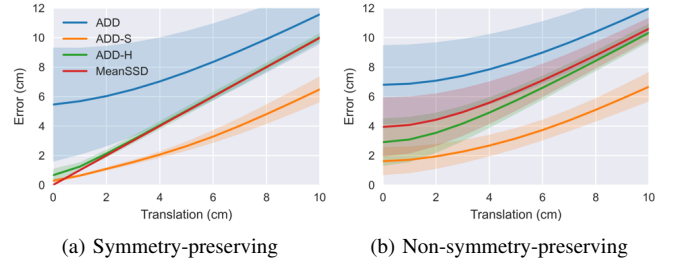 12
10
8
6
4
2
0
Error (cm)
ADD
ADD-S
ADD-H
MeanSSD
0 2 4 6 8 10
Translation (cm)
(a) Symmetry-preserving
12
10
8
6
4
2
0
Error (cm)
0 2 4 6 8 10
Translation (cm)
(b) Non-symmetry-preserving